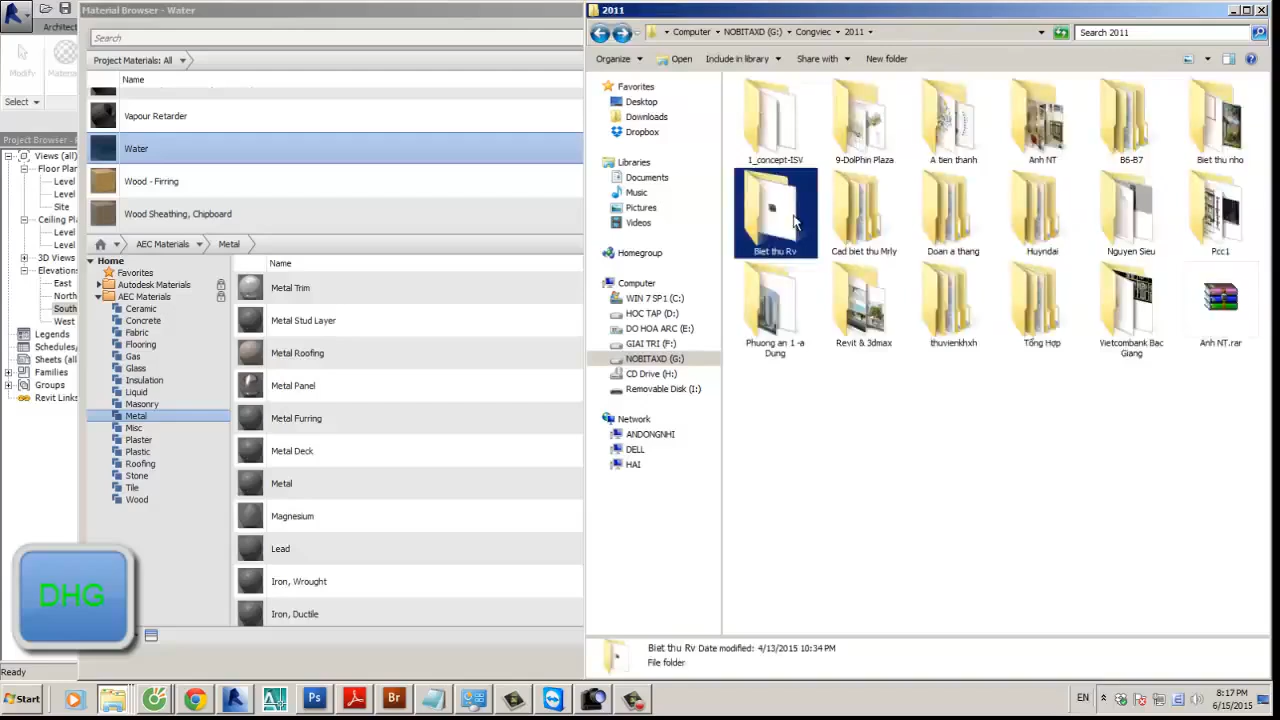 Material Browser - Water
2011
Archite
Search
Computer NOBITAXD (G:) Congviec 2011
Search 2011
Modify
Project Materials: All
Organize Open Include in library Share with New folder
Name
Select
Vapour Retarder
Water
Wood - Firring
Wood Sheathing, Chipboard
Project Browser -
Views (all)
Floor Plan
Level
Level
Site
Ceiling Pl
Level
Level
3D Views
Elevations
East
North
South
West
Legends
Schedules/
Sheets (all
Families
Groups
Revit Links
AEC Materials Metal
Home
Favorites
Autodesk Materials
AEC Materials
Ceramic
Concrete
Fabric
Flooring
Gas
Glass
Insulation
Liquid
Masonry
Metal
Misc
Plaster
Plastic
Roofing
Stone
Tile
Wood
Name
Metal Trim
Metal Stud Layer
Metal Roofing
Metal Panel
Metal Furring
Metal Deck
Metal
Magnesium
Lead
Iron, Wrought
Iron, Ductile
Favorites
Desktop
Downloads
Dropbox
Libraries
Documents
Music
Pictures
Videos
Homegroup
Computer
WIN 7 SP1 (C:)
HOC TAP (D:)
DO HOA ARC (E:)
GIAI TRI (F:)
NOBITAXD (G:)
CD Drive (H:)
Removable Disk (I:)
Network
ANDONGNHI
DELL
HAI
1_concept-ISV 9-DolPhin Plaza A tien thanh Anh NT B6-B7 Biet thu nho
Biet thu Rv Cad biet thu Mrly Doan a thang Huyndai Nguyen Sieu Pcc1
Phuong an 1 -a Dung
Revit & 3dmax thuvienkhxh Tổng Hợp Vietcombank Bac Giang
Anh NT.rar
DHG
Biet thu Rv Date modified: 4/13/2015 10:34 PM
File folder
Ready
Start
Ps
Br
EN
8:17 PM
6/15/2015